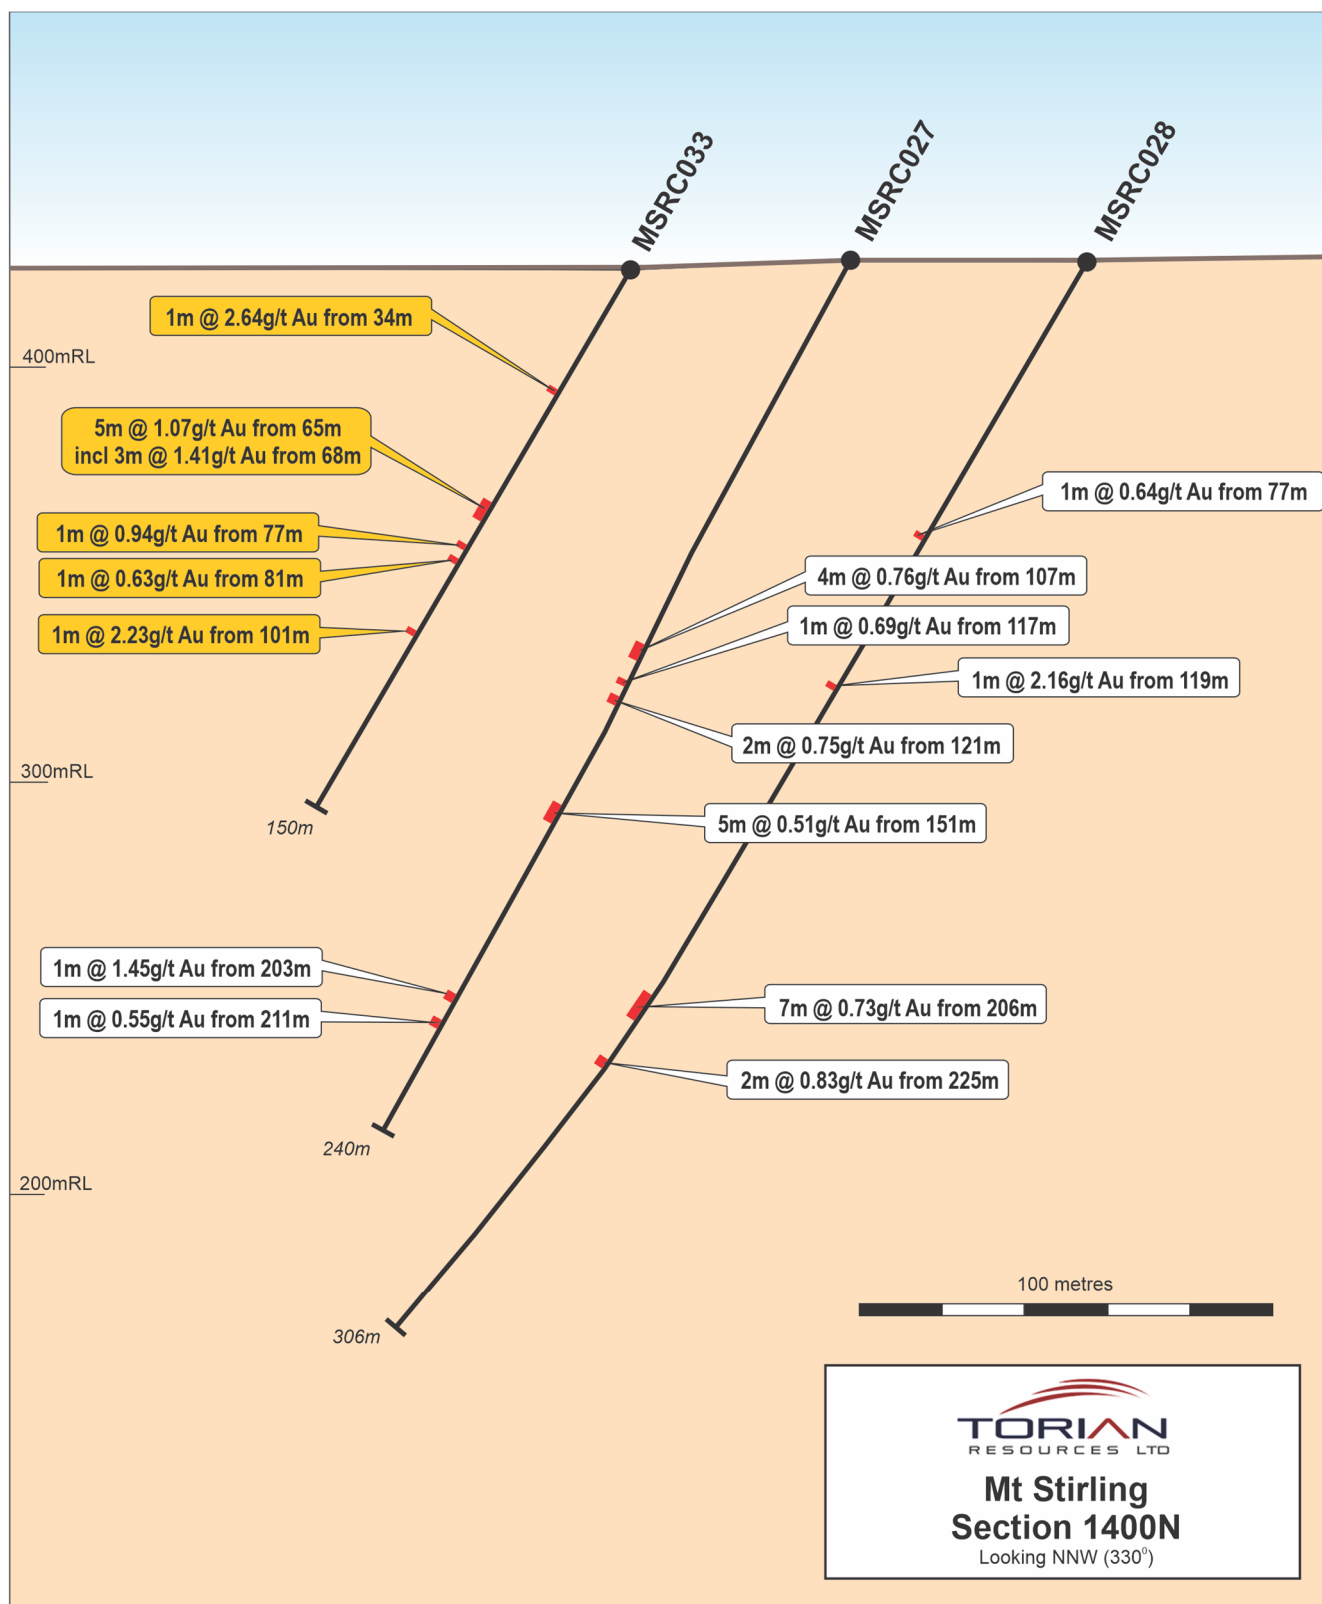 MSRC033
MSRC027
MSRC028
1m @ 2.64g/t Au from 34m
400mRL
5m @ 1.07g/t Au from 65m
incl 3m @ 1.41g/t Au from 68m
1m @ 0.64g/t Au from 77m
1m @ 0.94g/t Au from 77m
1m @ 0.63g/t Au from 81m
4m @ 0.76g/t Au from 107m
1m @ 0.69g/t Au from 117m
1m @ 2.23g/t Au from 101m
1m @ 2.16g/t Au from 119m
2m @ 0.75g/t Au from 121m
300mRL
150m
5m @ 0.51g/t Au from 151m
1m @ 1.45g/t Au from 203m
7m @ 0.73g/t Au from 206m
1m @ 0.55g/t Au from 211m
2m @ 0.83g/t Au from 225m
240m
200mRL
100 metres
306m
TORIAN
RESOURCES LTD
Mt Stirling
Section 1400N
Looking NNW (330⁰)